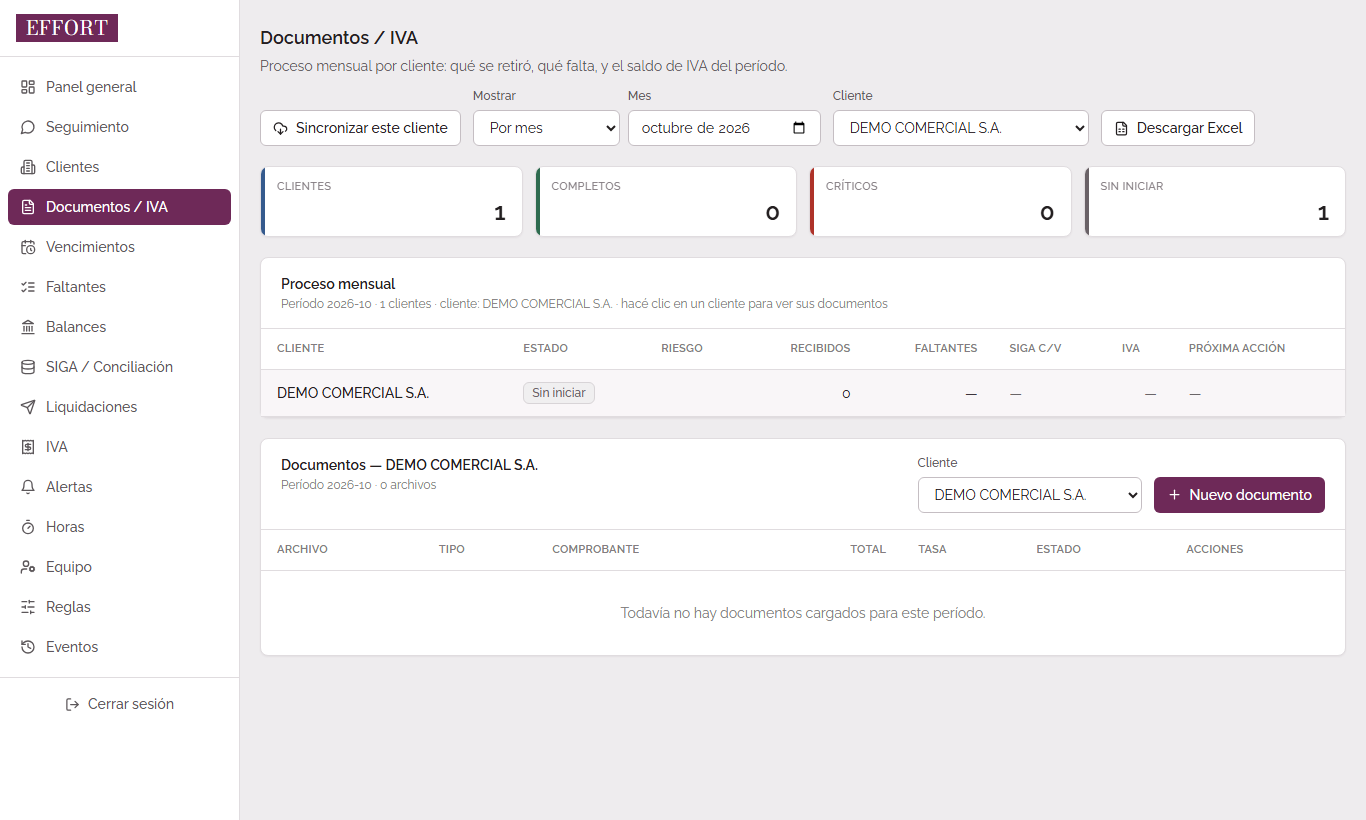 EFFORT
Panel general
Seguimiento
Clientes
Documentos / IVA
Vencimientos
Faltantes
Balances
SIGA / Conciliación
Liquidaciones
IVA
Alertas
Horas
Equipo
Reglas
Eventos
Cerrar sesión
Documentos / IVA
Proceso mensual por cliente: qué se retiró, qué falta, y el saldo de IVA del período.
Mostrar Mes Cliente
Sincronizar este cliente Por mes octubre de 2026 DEMO COMERCIAL S.A. Descargar Excel
CLIENTES COMPLETOS CRÍTICOS SIN INICIAR
1 0 0 1
Proceso mensual
Período 2026-10 · 1 clientes · cliente: DEMO COMERCIAL S.A. · hacé clic en un cliente para ver sus documentos
CLIENTE ESTADO RIESGO RECIBIDOS FALTANTES SIGA C/V IVA PRÓXIMA ACCIÓN
DEMO COMERCIAL S.A. Sin iniciar 0 — — — —
Documentos — DEMO COMERCIAL S.A.
Período 2026-10 · 0 archivos
Cliente
DEMO COMERCIAL S.A. + Nuevo documento
ARCHIVO TIPO COMPROBANTE TOTAL TASA ESTADO ACCIONES
Todavía no hay documentos cargados para este período.